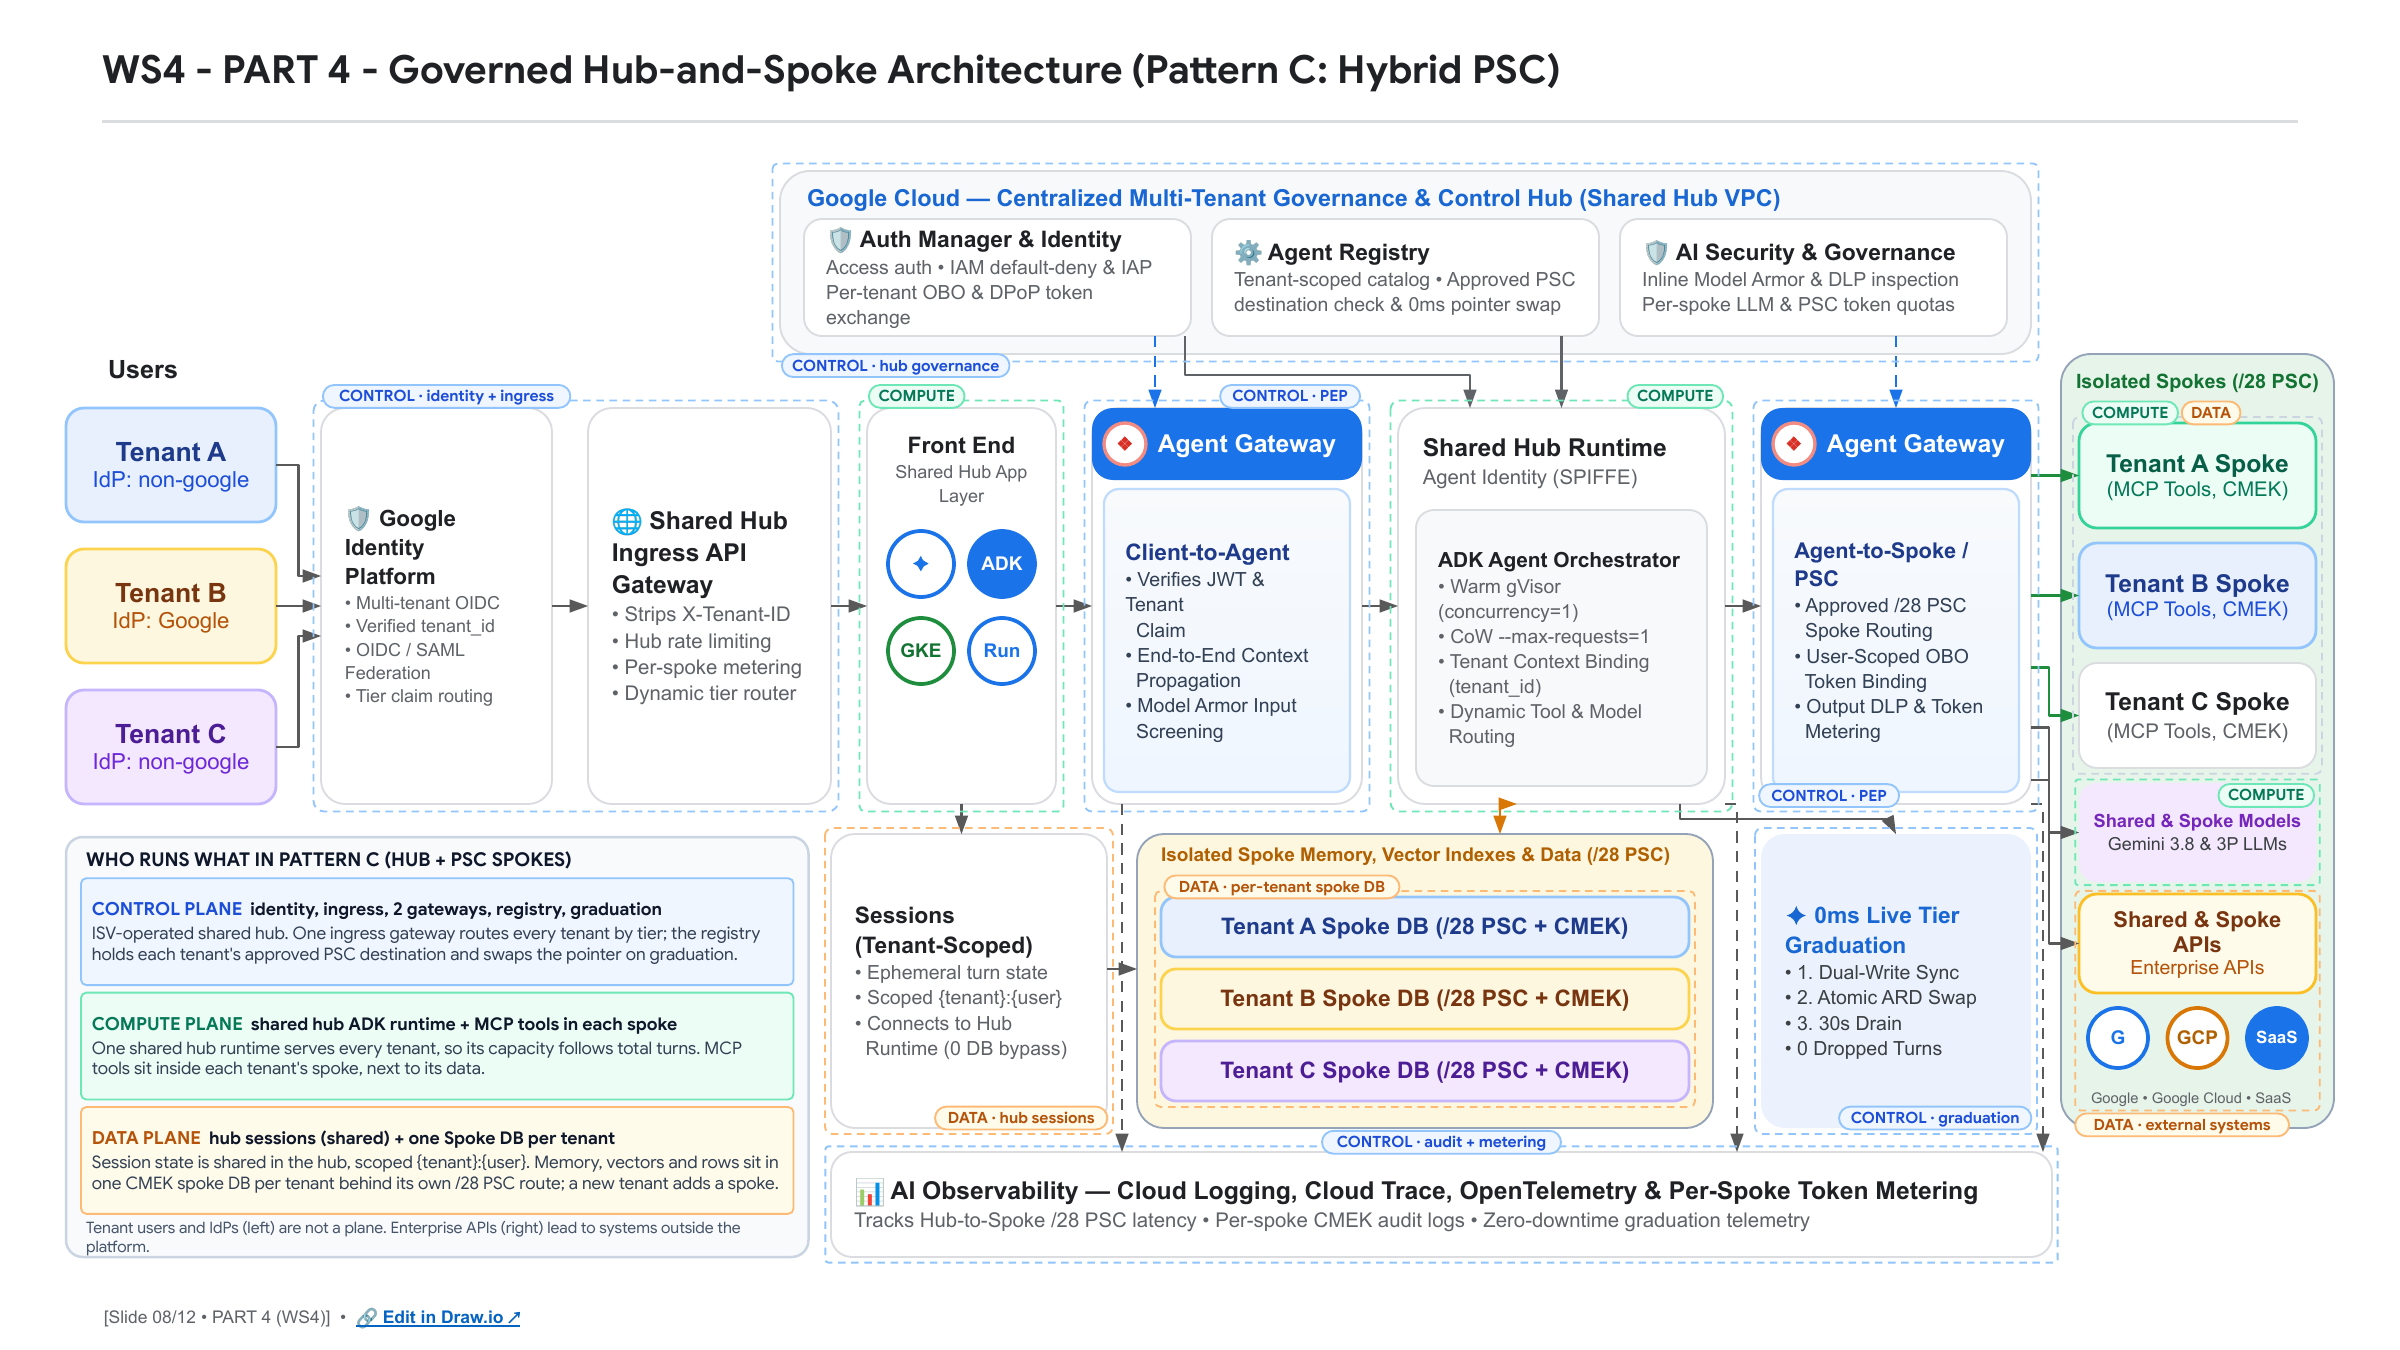 WS4 - PART 4 - Governed Hub-and-Spoke Architecture (Pattern C: Hybrid PSC)
Google Cloud — Centralized Multi-Tenant Governance & Control Hub (Shared Hub VPC)
🛡️ Auth Manager & Identity
Access auth • IAM default-deny & IAP
Per-tenant OBO & DPoP token
exchange
⚙️ Agent Registry
Tenant-scoped catalog • Approved PSC
destination check & 0ms pointer swap
🛡️ AI Security & Governance
Inline Model Armor & DLP inspection
Per-spoke LLM & PSC token quotas
CONTROL · hub governance
Users
Tenant A
IdP: non-google
Tenant B
IdP: Google
Tenant C
IdP: non-google
CONTROL · identity + ingress
🛡️ Google
Identity
Platform
• Multi-tenant OIDC
• Verified tenant_id
• OIDC / SAML
Federation
• Tier claim routing
🌐 Shared Hub
Ingress API
Gateway
• Strips X-Tenant-ID
• Hub rate limiting
• Per-spoke metering
• Dynamic tier router
COMPUTE
Front End
Shared Hub App
Layer
✦
ADK
GKE
Run
CONTROL · PEP
❖ Agent Gateway
Client-to-Agent
• Verifies JWT &
Tenant
Claim
• End-to-End Context
Propagation
• Model Armor Input
Screening
COMPUTE
Shared Hub Runtime
Agent Identity (SPIFFE)
ADK Agent Orchestrator
• Warm gVisor
(concurrency=1)
• CoW --max-requests=1
• Tenant Context Binding
(tenant_id)
• Dynamic Tool & Model
Routing
❖ Agent Gateway
Agent-to-Spoke /
PSC
• Approved /28 PSC
Spoke Routing
• User-Scoped OBO
Token Binding
• Output DLP & Token
Metering
CONTROL · PEP
Isolated Spokes (/28 PSC)
COMPUTE
DATA
Tenant A Spoke
(MCP Tools, CMEK)
Tenant B Spoke
(MCP Tools, CMEK)
Tenant C Spoke
(MCP Tools, CMEK)
COMPUTE
Shared & Spoke Models
Gemini 3.8 & 3P LLMs
Shared & Spoke
APIs
Enterprise APIs
G
GCP
SaaS
Google • Google Cloud • SaaS
DATA · external systems
WHO RUNS WHAT IN PATTERN C (HUB + PSC SPOKES)
CONTROL PLANE identity, ingress, 2 gateways, registry, graduation
ISV-operated shared hub. One ingress gateway routes every tenant by tier; the registry
holds each tenant's approved PSC destination and swaps the pointer on graduation.
COMPUTE PLANE shared hub ADK runtime + MCP tools in each spoke
One shared hub runtime serves every tenant, so its capacity follows total turns. MCP
tools sit inside each tenant's spoke, next to its data.
DATA PLANE hub sessions (shared) + one Spoke DB per tenant
Session state is shared in the hub, scoped {tenant}:{user}. Memory, vectors and rows sit in
one CMEK spoke DB per tenant behind its own /28 PSC route; a new tenant adds a spoke.
Tenant users and IdPs (left) are not a plane. Enterprise APIs (right) lead to systems outside the
platform.
Sessions
(Tenant-Scoped)
• Ephemeral turn state
• Scoped {tenant}:{user}
• Connects to Hub
Runtime (0 DB bypass)
DATA · hub sessions
Isolated Spoke Memory, Vector Indexes & Data (/28 PSC)
DATA · per-tenant spoke DB
Tenant A Spoke DB (/28 PSC + CMEK)
Tenant B Spoke DB (/28 PSC + CMEK)
Tenant C Spoke DB (/28 PSC + CMEK)
✦ 0ms Live Tier
Graduation
• 1. Dual-Write Sync
• 2. Atomic ARD Swap
• 3. 30s Drain
• 0 Dropped Turns
CONTROL · graduation
CONTROL · audit + metering
📊 AI Observability — Cloud Logging, Cloud Trace, OpenTelemetry & Per-Spoke Token Metering
Tracks Hub-to-Spoke /28 PSC latency • Per-spoke CMEK audit logs • Zero-downtime graduation telemetry
[Slide 08/12 • PART 4 (WS4)] • 🔗 Edit in Draw.io ↗